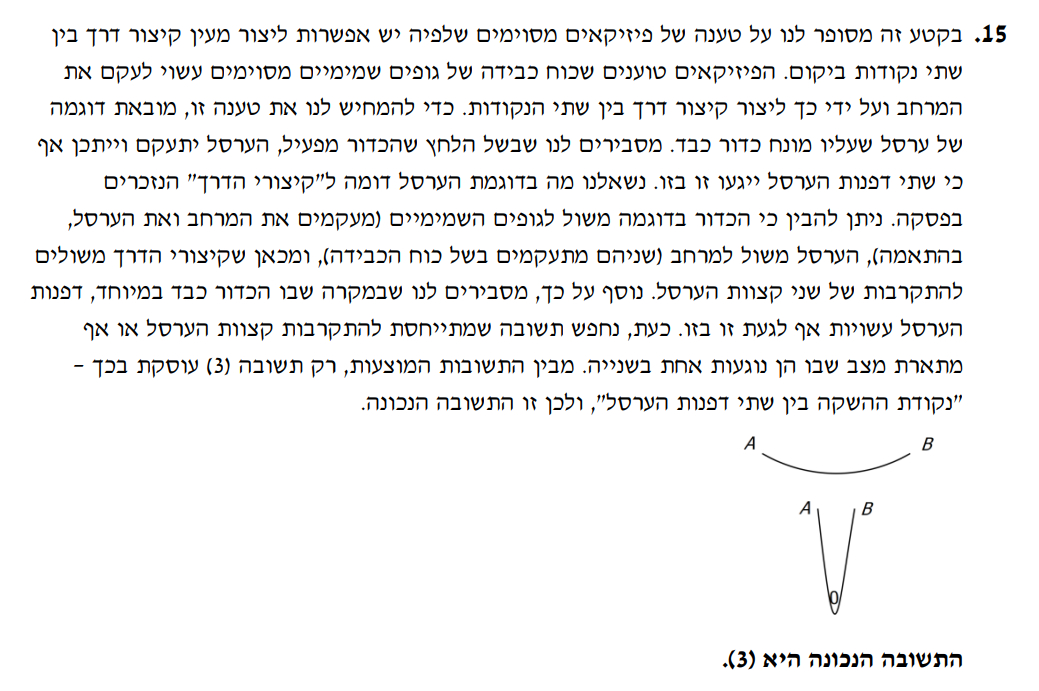 15. בקטע זה מסופר לנו על טענה של פיזיקאים מסוימים שלפיה יש אפשרות ליצור מעין קיצור דרך בין
שתי נקודות ביקום. הפיזיקאים טוענים שכוח כבידה של גופים שמימיים מסוימים עשוי לעקם את
המרחב ועל ידי כך ליצור קיצור דרך בין שתי הנקודות. כדי להמחיש לנו את טענה זו, מובאת דוגמה
של ערסל שעליו מונח כדור כבד. מסבירים לנו שבשל הלחץ שהכדור מפעיל, הערסל יתעקם וייתכן אף
כי שתי דפנות הערסל ייגעו זו בזו. נשאלנו מה בדוגמת הערסל דומה ל"קיצורי הדרך" הנזכרים
בפסקה. ניתן להבין כי הכדור בדוגמה משול לגופים השמימיים (מעקמים את המרחב ואת הערסל,
בהתאמה), הערסל משול למרחב (שניהם מתעקמים בשל כוח הכבידה), ומכאן שקיצורי הדרך משולים
להתקרבות של שני קצוות הערסל. נוסף על כך, מסבירים לנו שבמקרה שבו הכדור כבד במיוחד, דפנות
הערסל עשויות אף לגעת זו בזו. כעת, נחפש תשובה שמתייחסת להתקרבות קצוות הערסל או אף
מתארת מצב שבו הן נוגעות אחת בשנייה. מבין התשובות המוצעות, רק תשובה (3) עוסקת בכך –
"נקודת ההשקה בין שתי דפנות הערסל", ולכן זו התשובה הנכונה.
A B
A B
התשובה הנכונה היא (3).